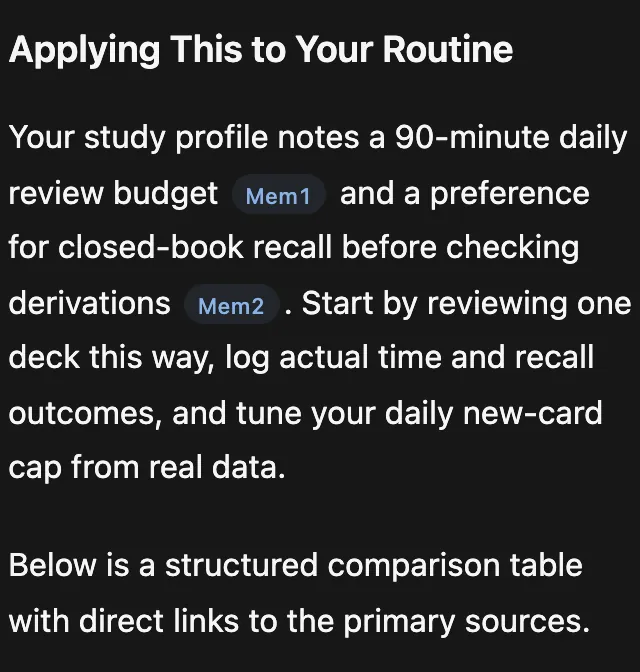 Applying This to Your Routine
Your study profile notes a 90-minute daily
review budget Mem1 and a preference
for closed-book recall before checking
derivations Mem2 . Start by reviewing one
deck this way, log actual time and recall
outcomes, and tune your daily new-card
cap from real data.
Below is a structured comparison table
with direct links to the primary sources.